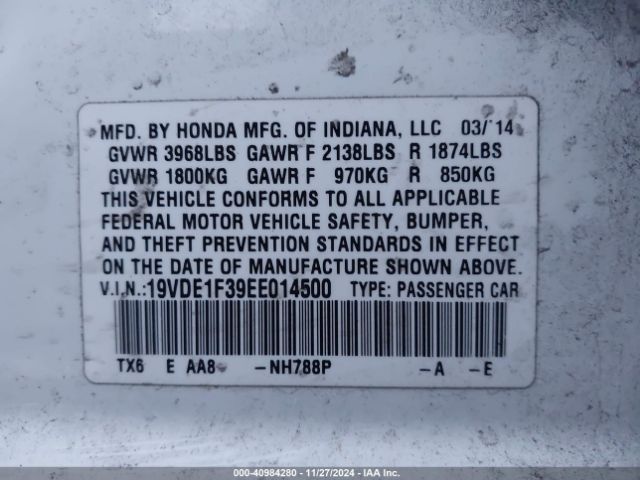 MFD. BY HONDA MFG. OF INDIANA, LLC 03/14
GVWR 3968LBS GAWR F 2138LBS R 1874LBS
GVWR 1800KG GAWR F 970KG R 850KG
THIS VEHICLE CONFORMS TO ALL APPLICABLE
FEDERAL MOTOR VEHICLE SAFETY, BUMPER,
AND THEFT PREVENTION STANDARDS IN EFFECT
ON THE DATE OF MANUFACTURE SHOWN ABOVE.
V.I.N.:19VDE1F39EE014500 TYPE: PASSENGER CAR
TX6 E AA8 -NH788P -A -E
000-40984280 - 11/27/2024 - IAA Inc.